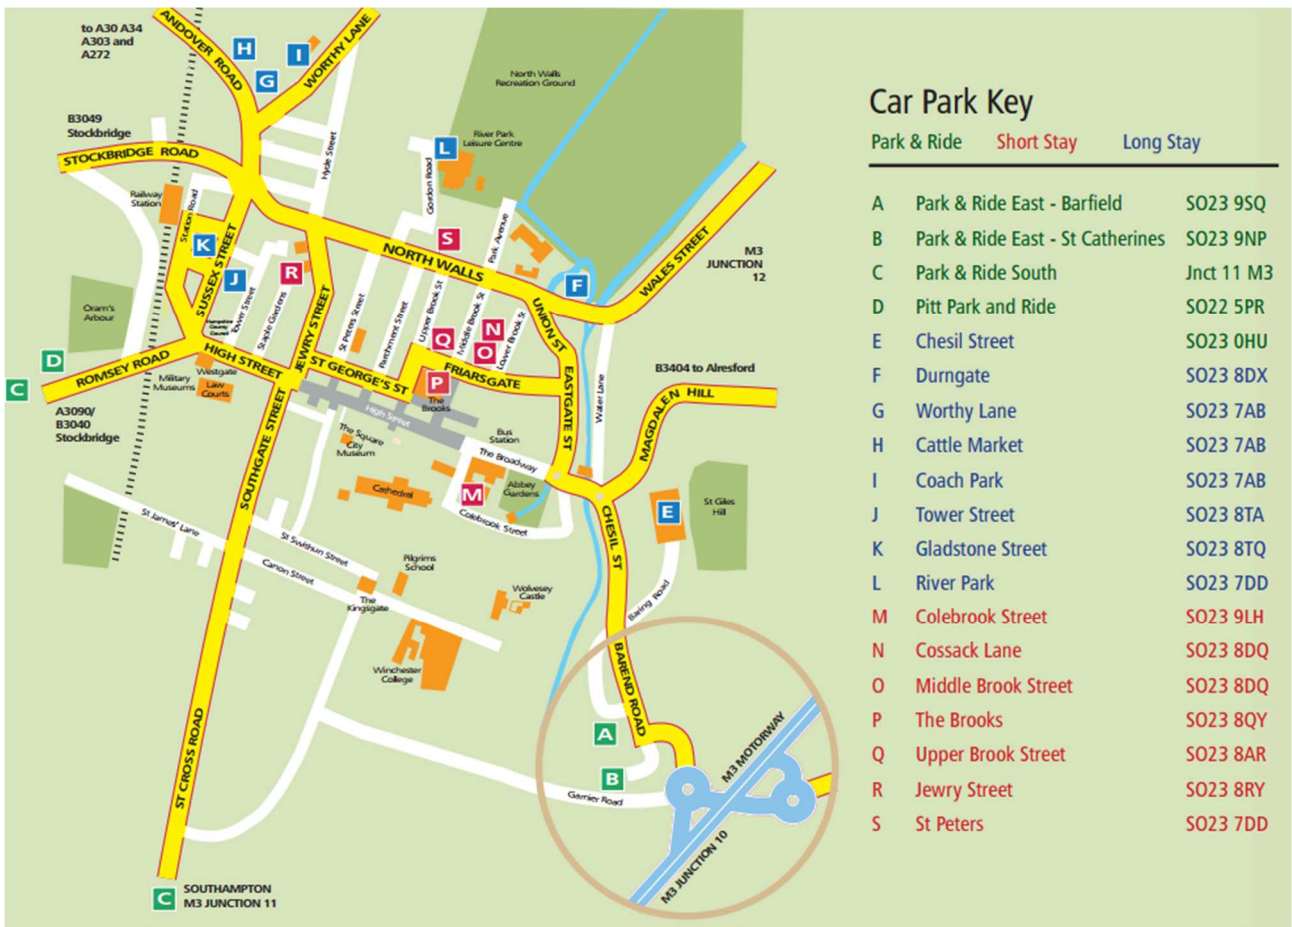 to A30 A34
A303 and
A272
ANDOVER ROAD
H
I
G
WORTHY LANE
North Walls
Recreation Ground
B3049
Stockbridge
STOCKBRIDGE ROAD
Hyde Street
L
River Park
Leisure Centre
Gordon Road
Railway
Station
Station Road
K
SUSSEX STREET
J
R
S
Park Avenue
NORTH WALLS
F
WALES STREET
M3
JUNCTION
12
Oram's
Arbour
Hampshire
County
Council
Tower Street
Staple Gardens
JEWRY STREET
St Peters Street
Parchment Street
Upper Brook St
Middle Brook St
Lower Brook St
Q
N
O
UNION ST
D
C
ROMSEY ROAD
HIGH STREET
Westgate
Military
Museums
Law
Courts
ST GEORGE'S ST
P
The
Brooks
FRIARSGATE
EASTGATE ST
Water Lane
B3404 to Alresford
MAGDALEN HILL
A3090/
B3040
Stockbridge
High Street
The Square
City
Museum
Bus
Station
The Broadway
SOUTHGATE STREET
Cathedral
M
Abbey
Gardens
Colebrook Street
CHESIL ST
E
St Giles
Hill
St James' Lane
St Swithun Street
Canon Street
Pilgrims
School
The
Kingsgate
Wolvesey
Castle
Baring Road
Winchester
College
BAREND ROAD
A
B
Garnier Road
M3 MOTORWAY
M3 JUNCTION 10
ST CROSS ROAD
C
SOUTHAMPTON
M3 JUNCTION 11
Car Park Key
Park & Ride Short Stay Long Stay
A Park & Ride East - Barfield SO23 9SQ
B Park & Ride East - St Catherines SO23 9NP
C Park & Ride South Jnct 11 M3
D Pitt Park and Ride SO22 5PR
E Chesil Street SO23 0HU
F Durngate SO23 8DX
G Worthy Lane SO23 7AB
H Cattle Market SO23 7AB
I Coach Park SO23 7AB
J Tower Street SO23 8TA
K Gladstone Street SO23 8TQ
L River Park SO23 7DD
M Colebrook Street SO23 9LH
N Cossack Lane SO23 8DQ
O Middle Brook Street SO23 8DQ
P The Brooks SO23 8QY
Q Upper Brook Street SO23 8AR
R Jewry Street SO23 8RY
S St Peters SO23 7DD